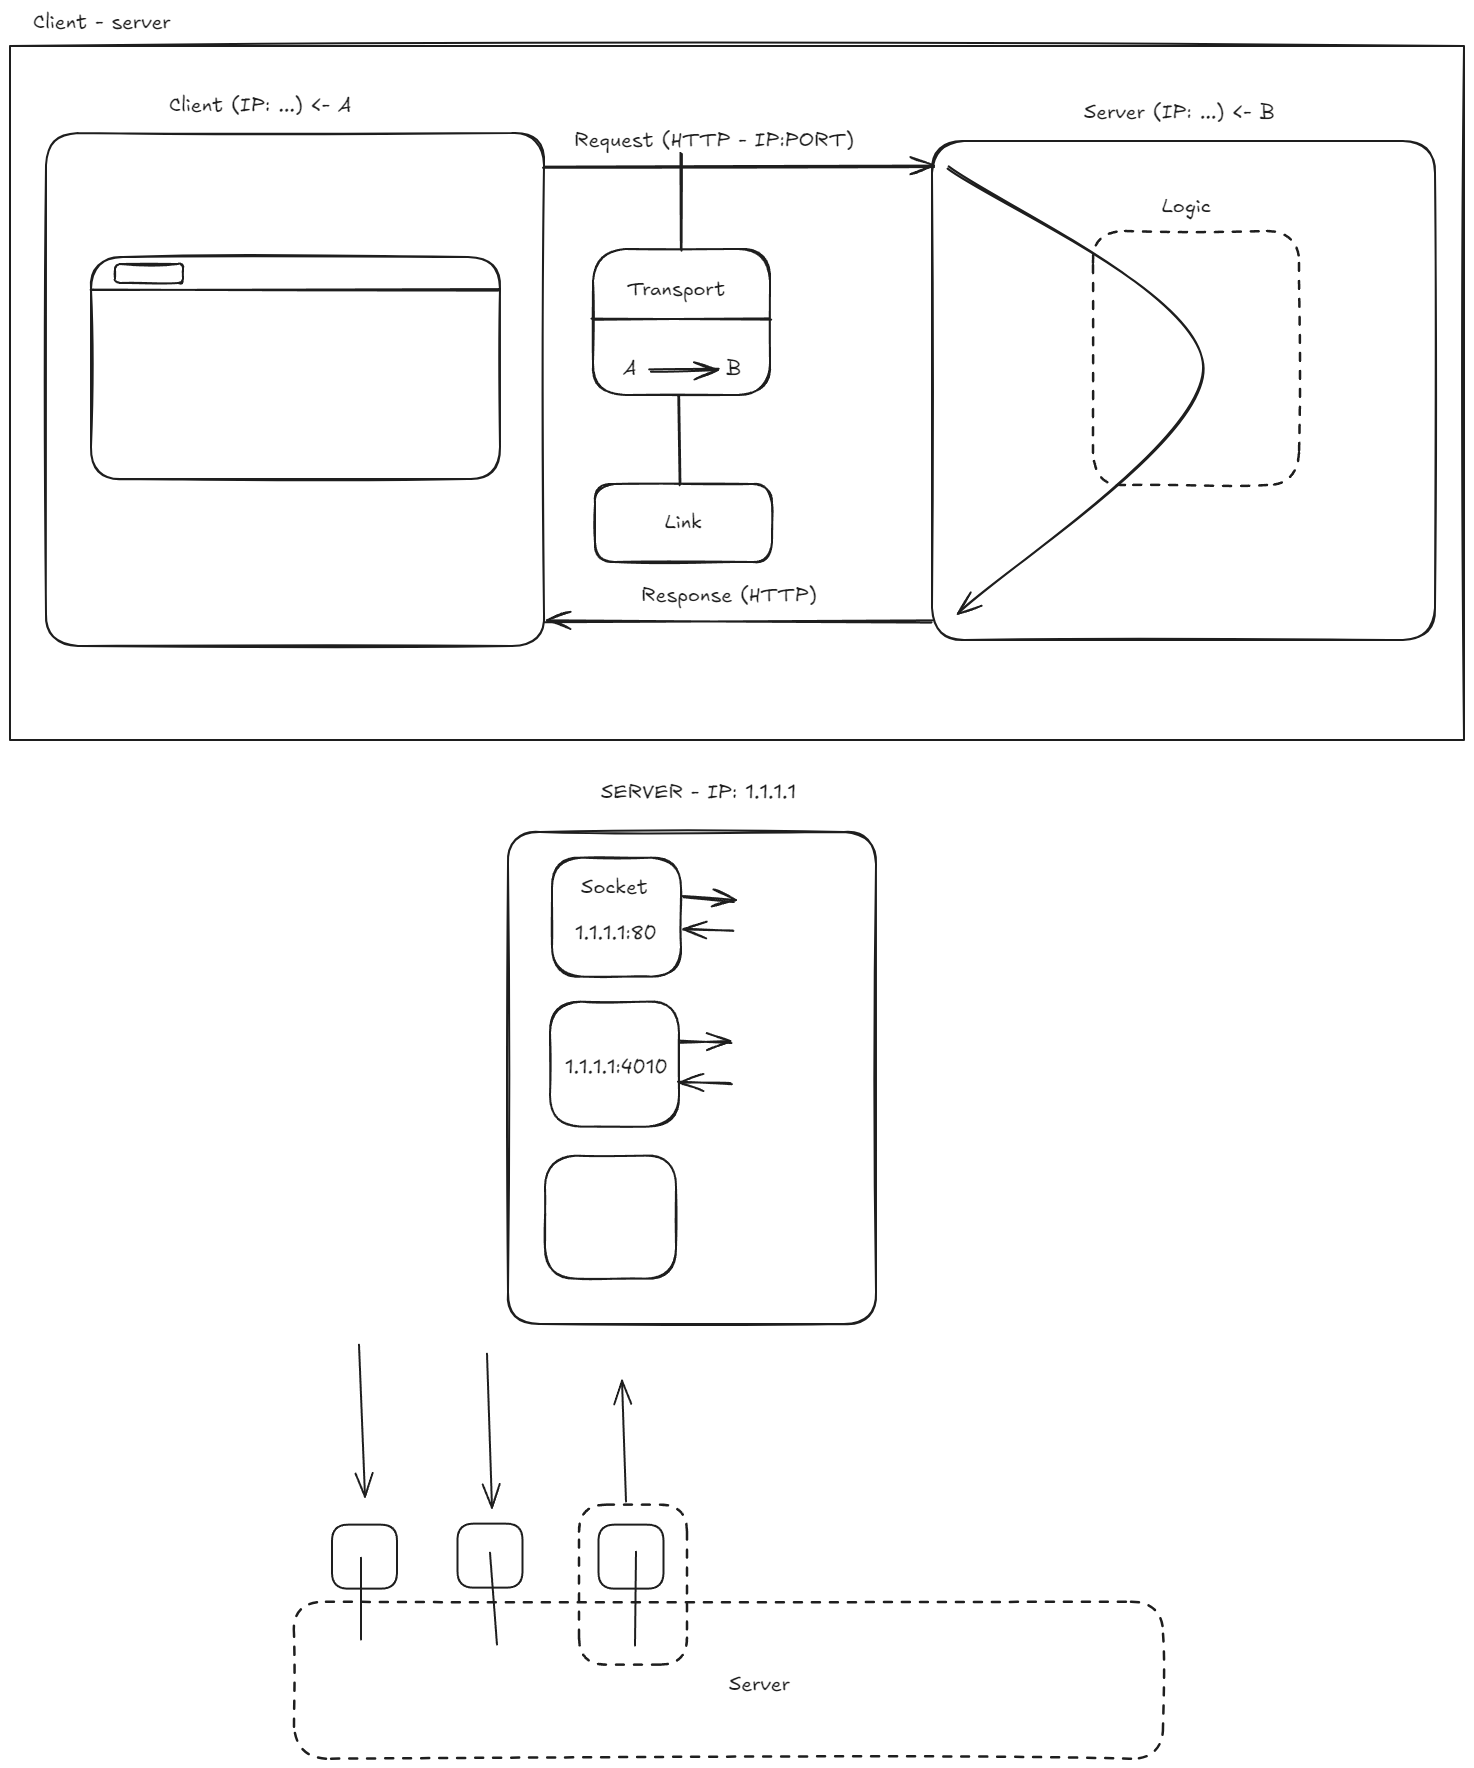 Client - server
Client (IP: ...) <- A
Server (IP: ...) <- B
Request (HTTP - IP:PORT)
Logic
Transport
A
B
Link
Response (HTTP)
SERVER - IP: 1.1.1.1
Socket
1.1.1.1:80
1.1.1.1:4010
Server